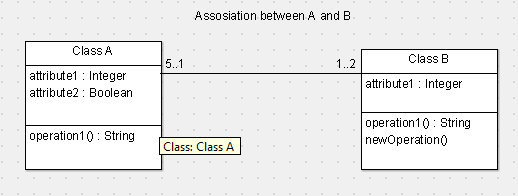 Assosiation between A and B
Class A
5..1
1..2
Class B
attribute1 : Integer
attribute2 : Boolean
attribute1 : Integer
operation1() : String
Class: Class A
operation1() : String
newOperation()